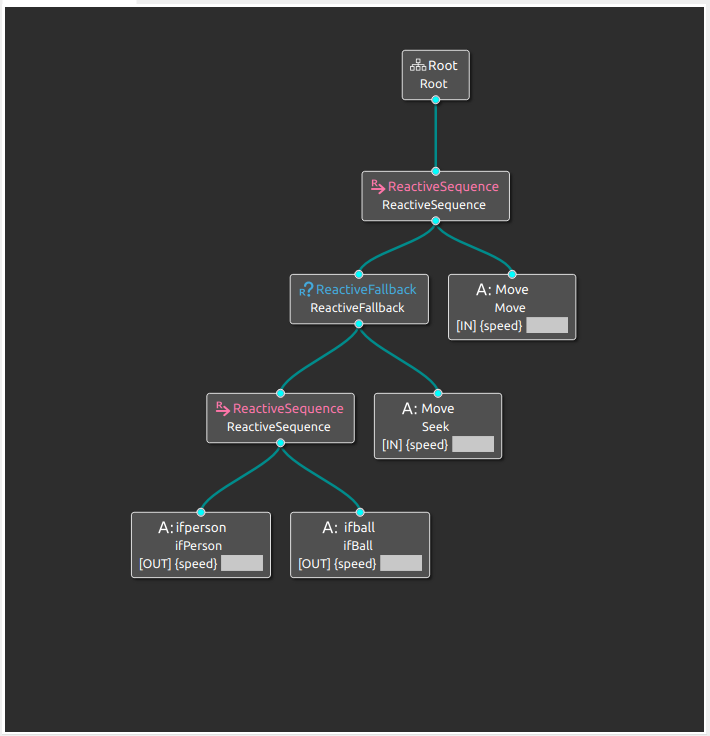 Root
Root
R ReactiveSequence
ReactiveSequence
R? ReactiveFallback
ReactiveFallback
A: Move
Move
[IN] {speed}
R ReactiveSequence
ReactiveSequence
A: Move
Seek
[IN] {speed}
A: ifperson
ifPerson
[OUT] {speed}
A: ifball
ifBall
[OUT] {speed}